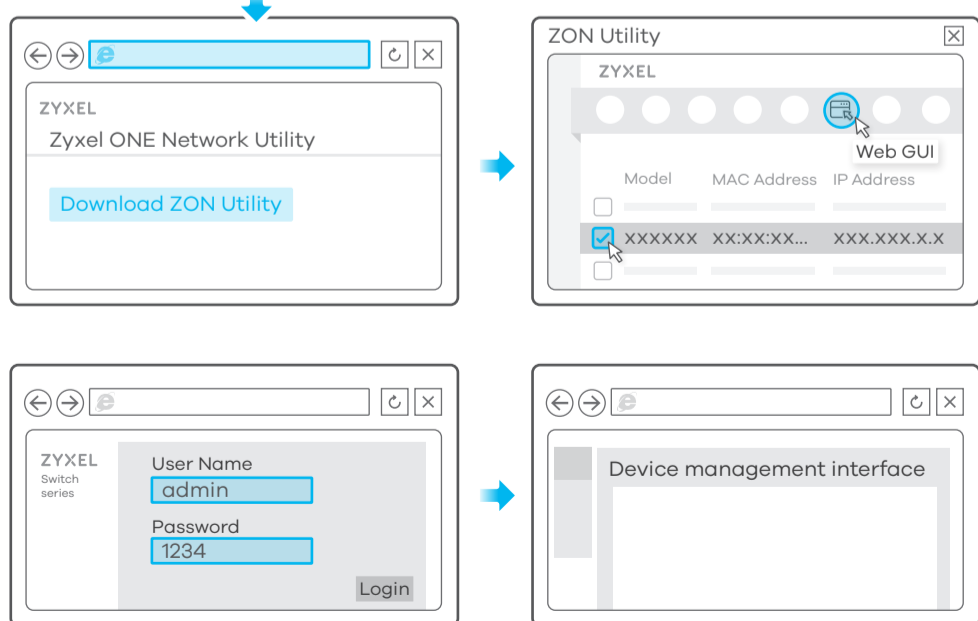 ZYXEL
Zyxel ONE Network Utility
Download ZON Utility
ZON Utility
ZYXEL
Web GUI
Model MAC Address IP Address
XXXXXX XX:XX:XX... XXX.XXX.X.X
ZYXEL
Switch
series
User Name
admin
Password
1234
Login
Device management interface